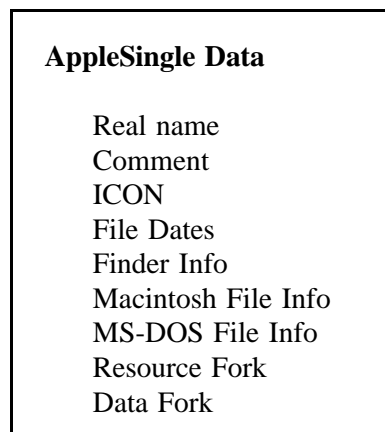 AppleSingle Data
Real name
Comment
ICON
File Dates
Finder Info
Macintosh File Info
MS-DOS File Info
Resource Fork
Data Fork